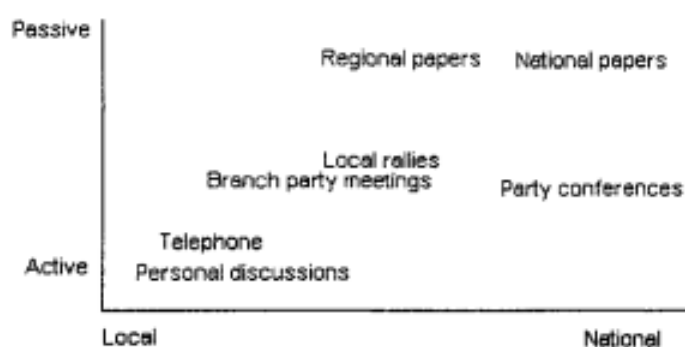 Passive
Regional papers National papers
Local rallies
Branch party meetings
Party conferences
Telephone
Active
Personal discussions
Local National